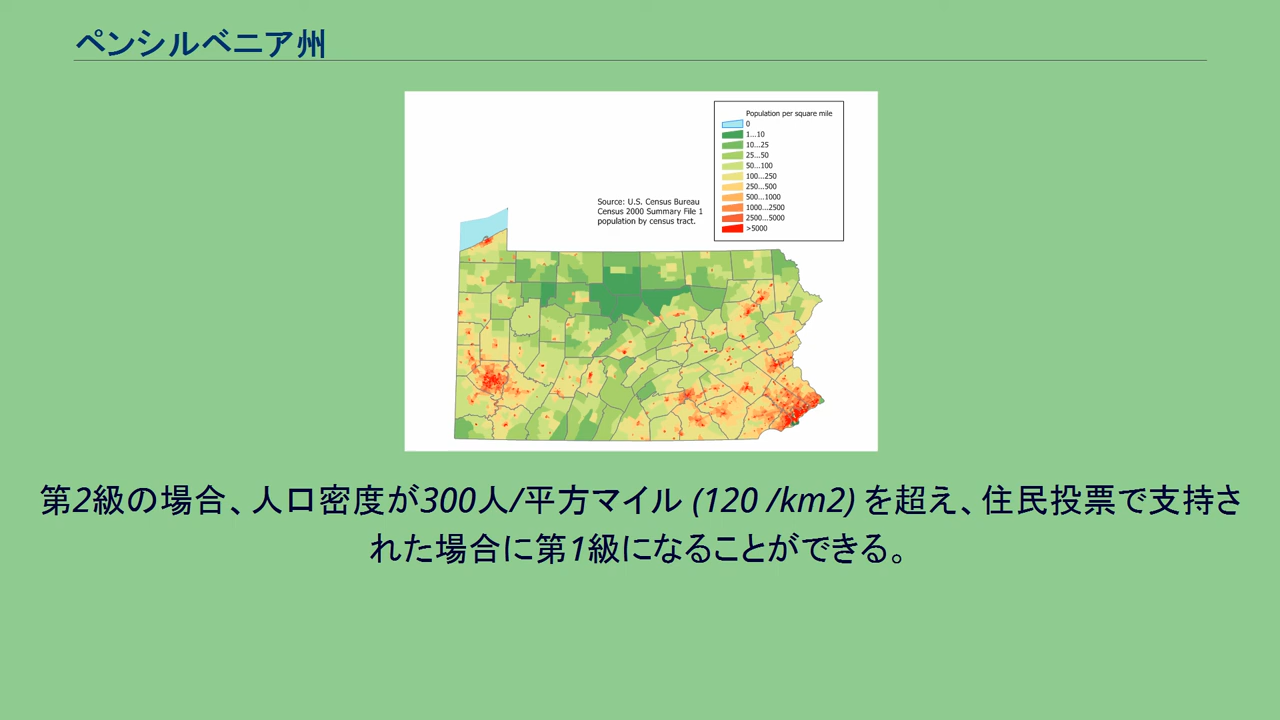 ペンシルベニア州
Population per square mile
0
1...10
10...25
25...50
50...100
100...250
250...500
500...1000
1000...2500
2500...5000
>5000
Source: U.S. Census Bureau
Census 2000 Summary File 1
population by census tract.
第2級の場合、人口密度が300人/平方マイル (120 /km2) を超え、住民投票で支持さ
れた場合に第1級になることができる。